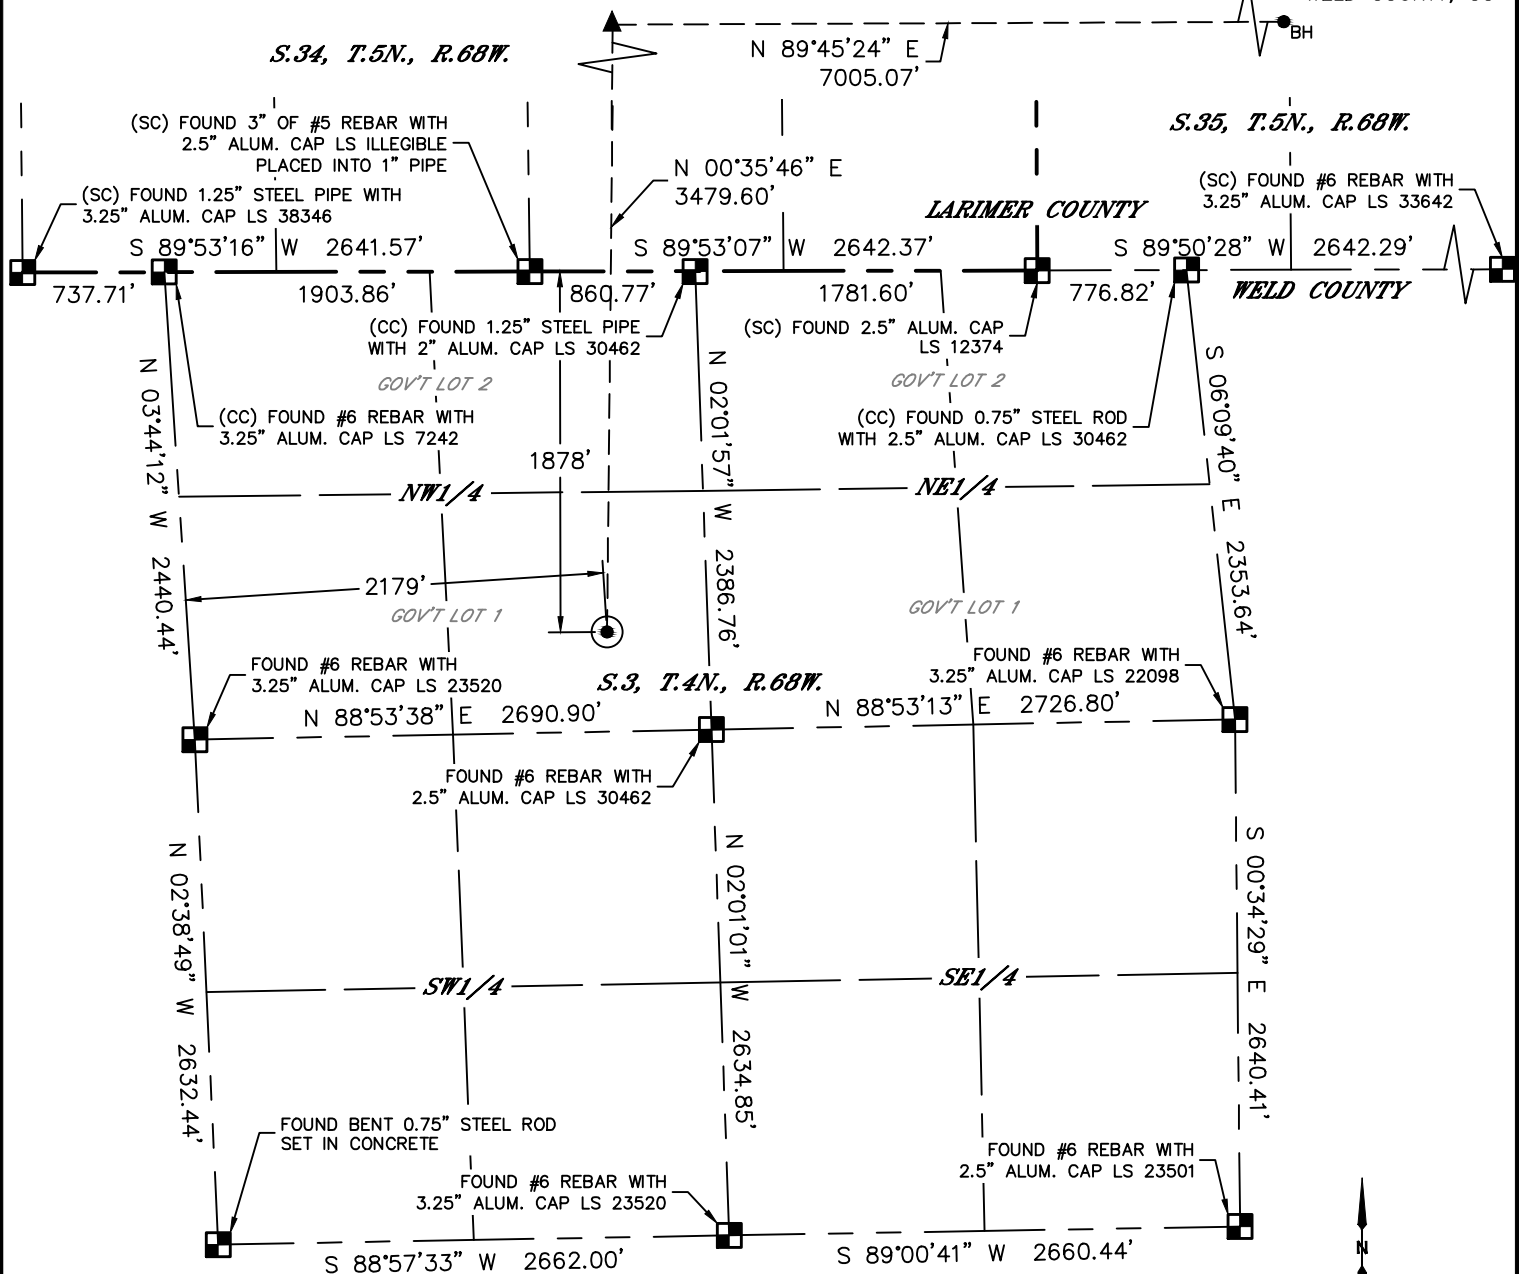 BH
N 89°45'24" E
7005.07'
S.34, T.5N., R.68W.
S.35, T.5N., R.68W.
(SC) FOUND 3" OF #5 REBAR WITH
2.5" ALUM. CAP LS ILLEGIBLE
PLACED INTO 1" PIPE
N 00°35'46" E
3479.60'
(SC) FOUND 1.25" STEEL PIPE WITH
3.25" ALUM. CAP LS 38346
(SC) FOUND #6 REBAR WITH
3.25" ALUM. CAP LS 33642
LARIMER COUNTY
S 89°53'16" W 2641.57'
S 89°53'07" W 2642.37'
S 89°50'28" W 2642.29'
737.71'
1903.86'
860.77'
1781.60'
776.82'
WELD COUNTY
(CC) FOUND 1.25" STEEL PIPE
WITH 2" ALUM. CAP LS 30462
(SC) FOUND 2.5" ALUM. CAP
LS 12374
GOV'T LOT 2
GOV'T LOT 2
(CC) FOUND #6 REBAR WITH
3.25" ALUM. CAP LS 7242
(CC) FOUND 0.75" STEEL ROD
WITH 2.5" ALUM. CAP LS 30462
N 03°44'12" W 2440.44'
N 02°01'57" W 2386.76'
S 06°09'40" E 2353.64'
1878'
NW1/4
NE1/4
2179'
GOV'T LOT 1
GOV'T LOT 1
FOUND #6 REBAR WITH
3.25" ALUM. CAP LS 23520
S.3, T.4N., R.68W.
FOUND #6 REBAR WITH
3.25" ALUM. CAP LS 22098
N 88°53'38" E 2690.90'
N 88°53'13" E 2726.80'
FOUND #6 REBAR WITH
2.5" ALUM. CAP LS 30462
N 02°38'49" W 2632.44'
N 02°01'01" W 2634.85'
S 00°34'29" E 2640.41'
SW1/4
SE1/4
FOUND BENT 0.75" STEEL ROD
SET IN CONCRETE
FOUND #6 REBAR WITH
3.25" ALUM. CAP LS 23520
FOUND #6 REBAR WITH
2.5" ALUM. CAP LS 23501
S 88°57'33" W 2662.00'
S 89°00'41" W 2660.44'
N